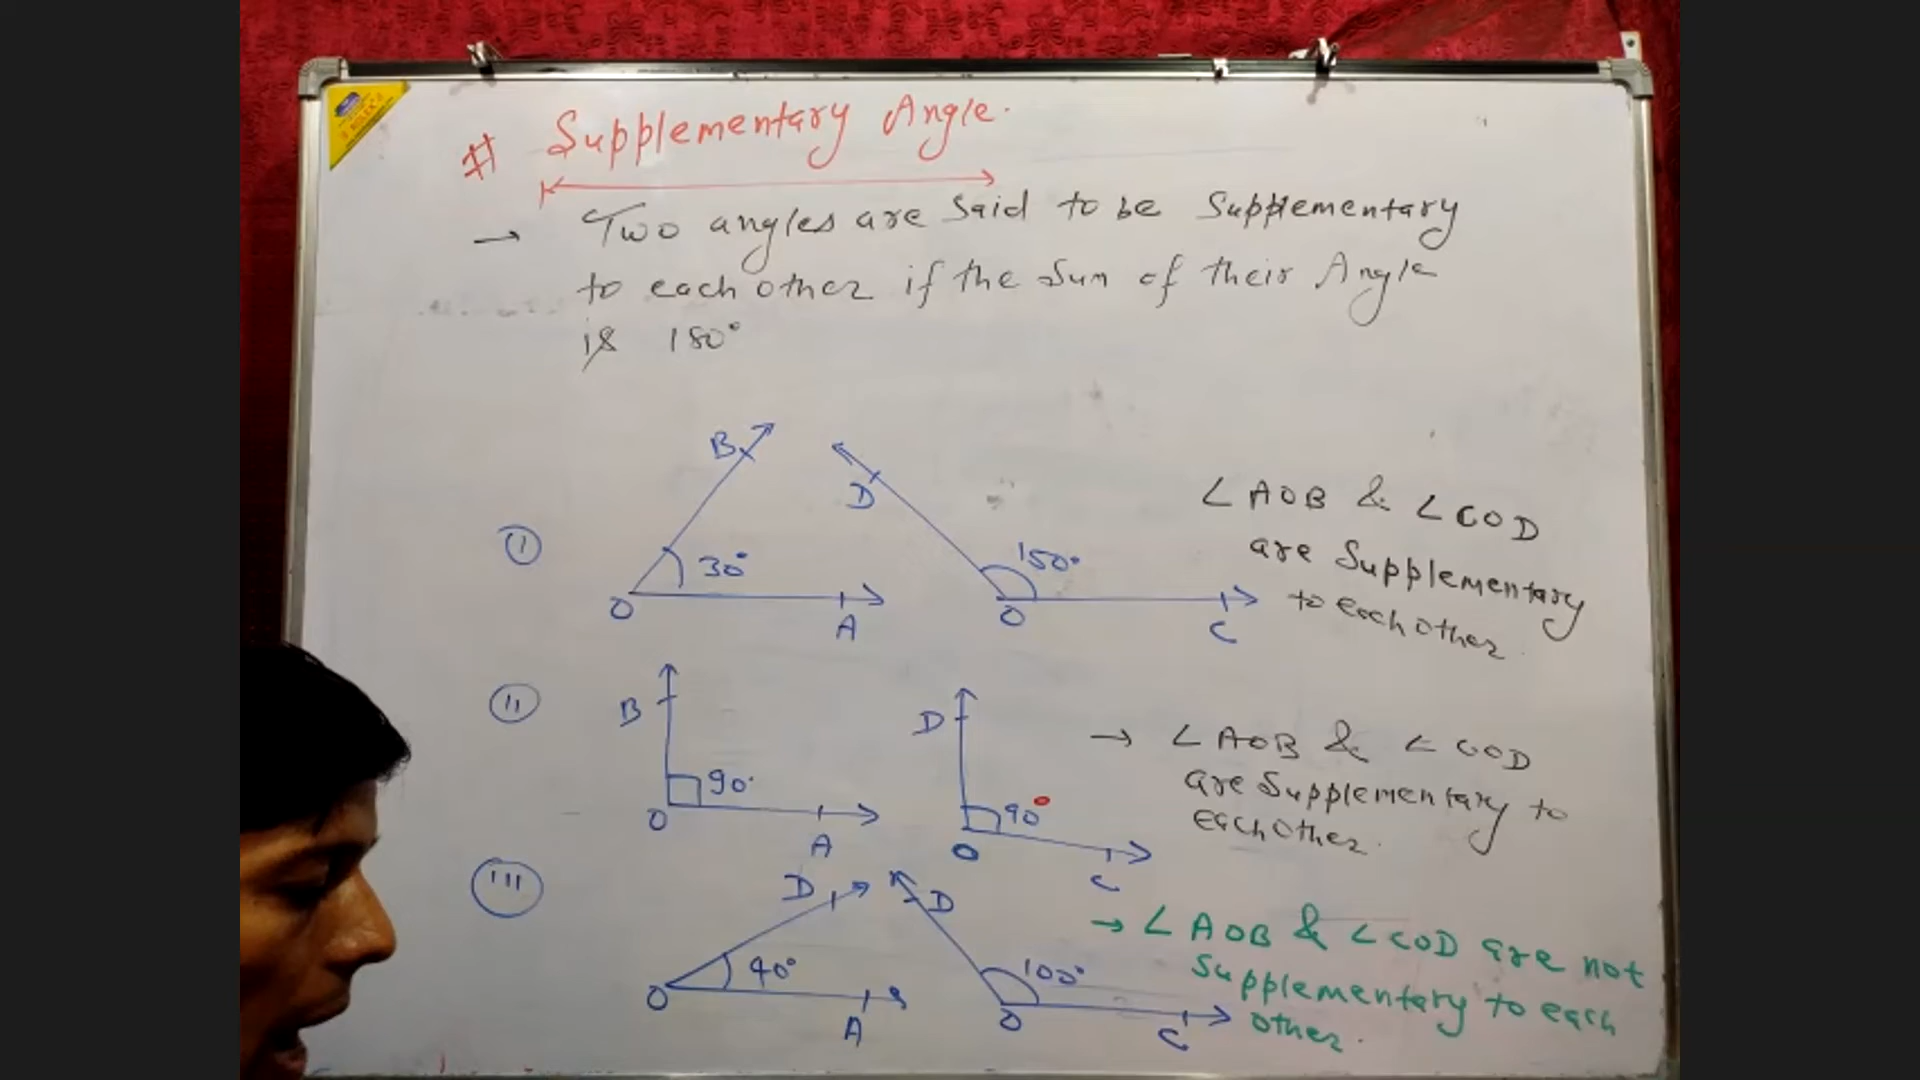 # Supplementary Angle.
→ Two angles are said to be Supplementary
to each other if the Sum of their Angle
is 180°
(i)
B
30°
O
A
D
150°
O
C
∠AOB & ∠COD
are Supplementary
to each other.
(ii)
B
90°
O
A
D
90°
O
C
→ ∠AOB & ∠COD
are Supplementary to
each other.
(iii)
D
40°
O
A
D
100°
O
C
→ ∠AOB & ∠COD are not
Supplementary to each
other.